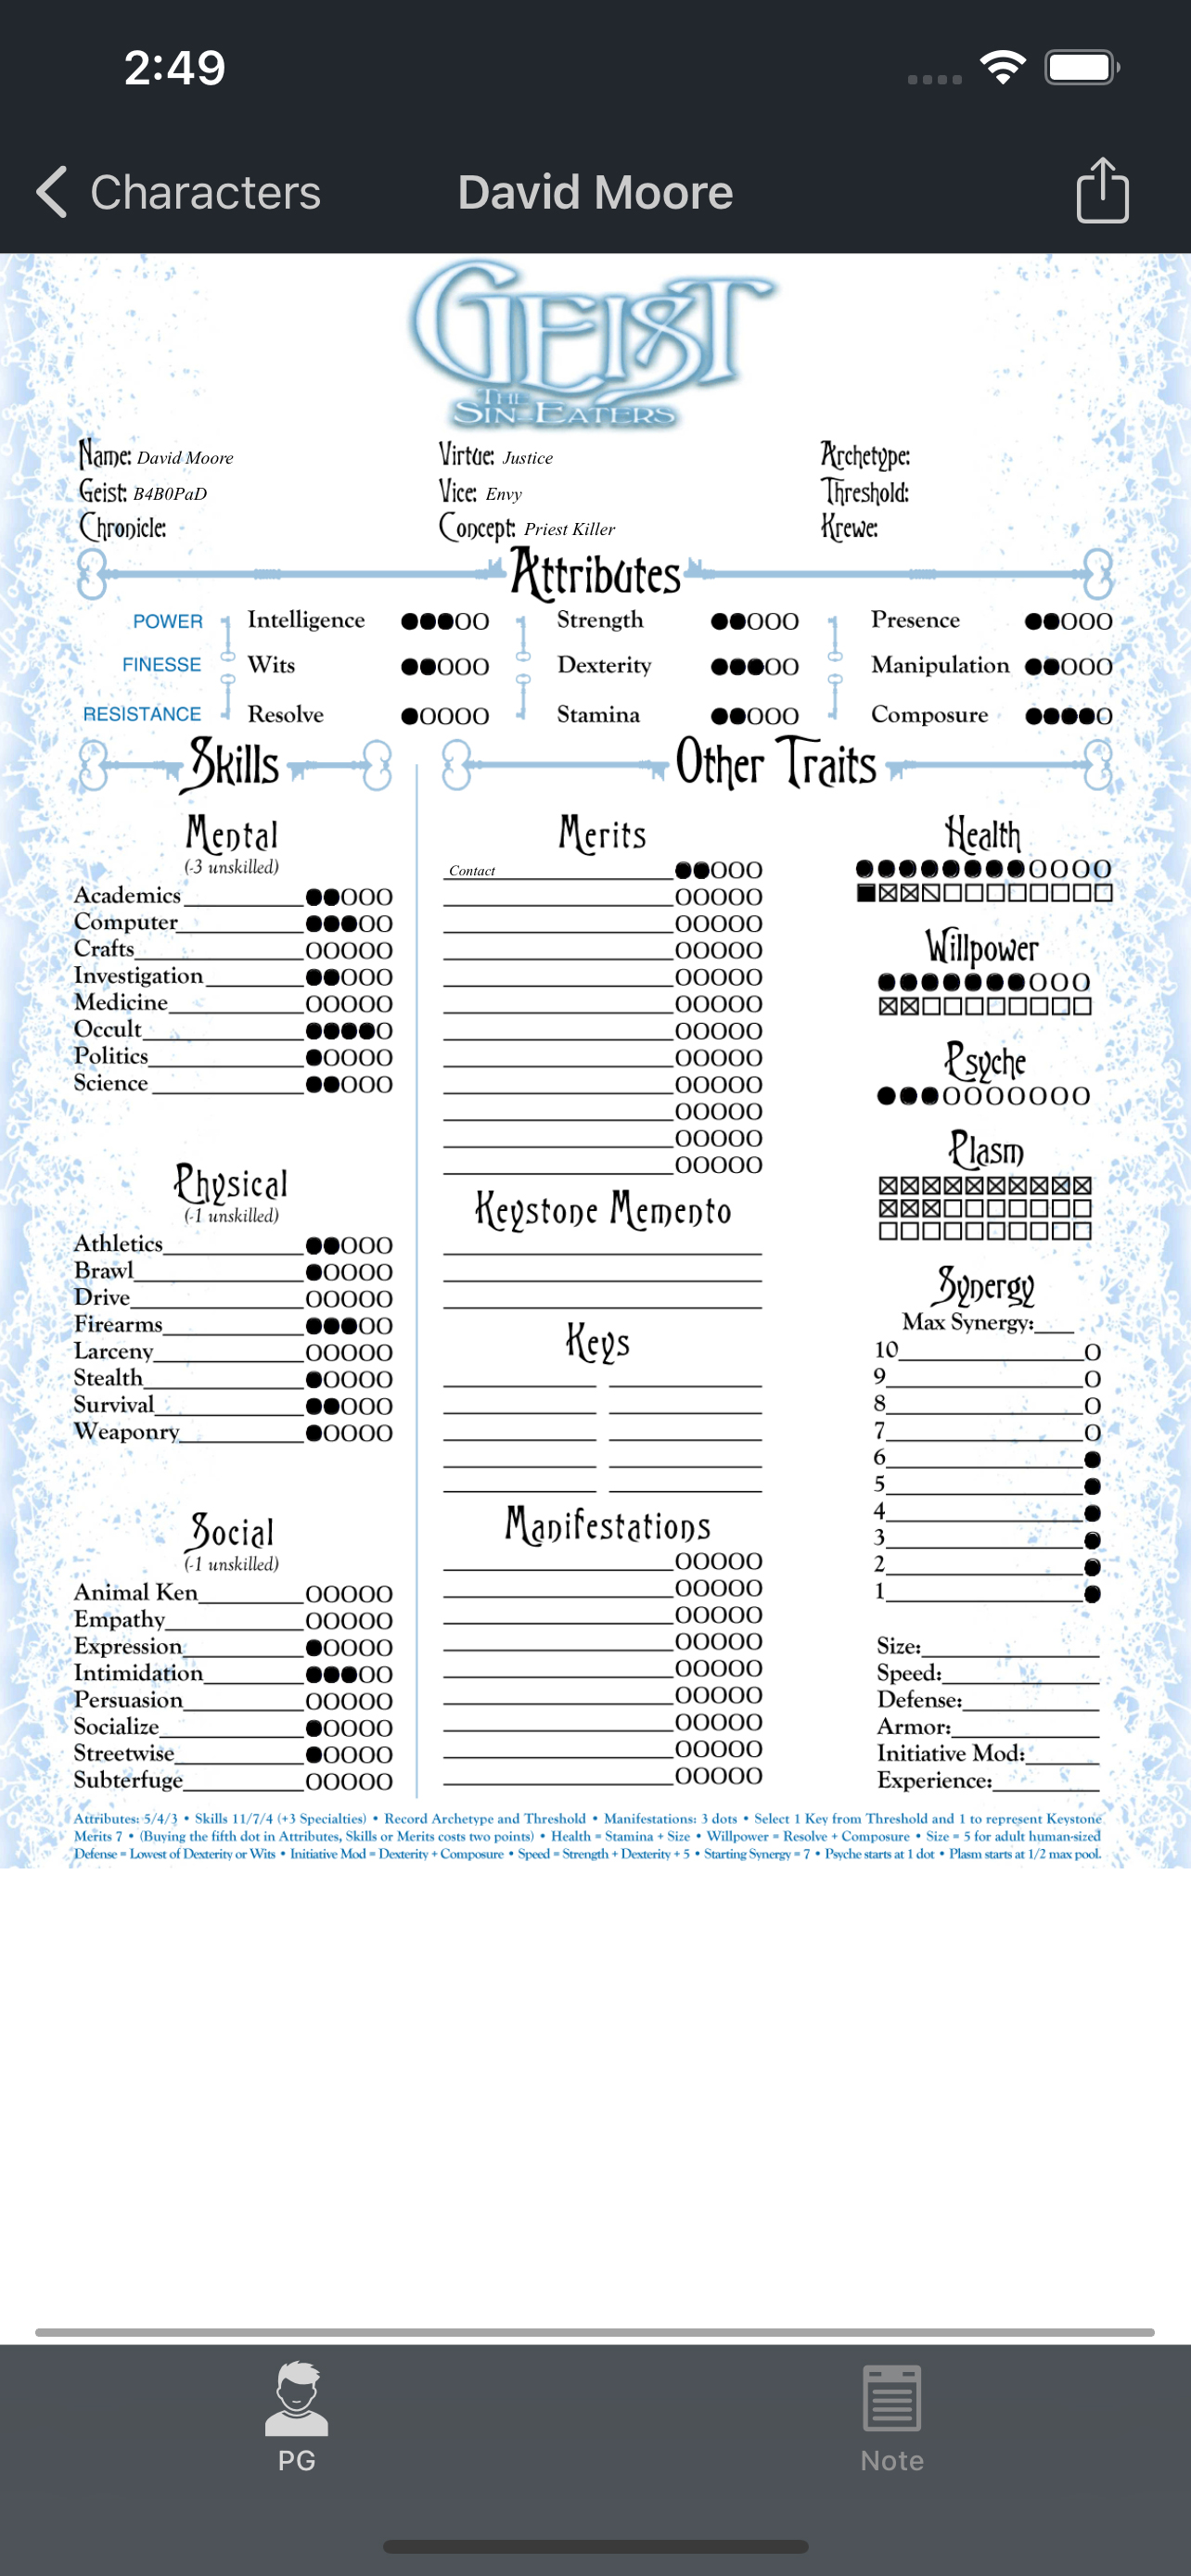 2:49
Characters
David Moore
GEIST
THE
SIN-EATERS
Name: David Moore
Virtue: Justice
Archetype:
Geist: B4B0PaD
Vice: Envy
Threshold:
Chronicle:
Concept: Priest Killer
Krewe:
Attributes
POWER Intelligence Strength Presence
FINESSE Wits Dexterity Manipulation
RESISTANCE Resolve Stamina Composure
Skills
Other Traits
Mental
(-3 unskilled)
Academics
Computer
Crafts
Investigation
Medicine
Occult
Politics
Science
Physical
(-1 unskilled)
Athletics
Brawl
Drive
Firearms
Larceny
Stealth
Survival
Weaponry
Social
(-1 unskilled)
Animal Ken
Empathy
Expression
Intimidation
Persuasion
Socialize
Streetwise
Subterfuge
Merits
Contact
Keystone Memento
Keys
Manifestations
Health
Willpower
Psyche
Plasm
Synergy
Max Synergy:
10
9
8
7
6
5
4
3
2
1
Size:
Speed:
Defense:
Armor:
Initiative Mod:
Experience:
Attributes: 5/4/3 • Skills 11/7/4 (+3 Specialties) • Record Archetype and Threshold • Manifestations: 3 dots • Select 1 Key from Threshold and 1 to represent Keystone
Merits 7 • (Buying the fifth dot in Attributes, Skills or Merits costs two points) • Health = Stamina + Size • Willpower = Resolve + Composure • Size = 5 for adult human-sized
Defense = Lowest of Dexterity or Wits • Initiative Mod = Dexterity + Composure • Speed = Strength + Dexterity + 5 • Starting Synergy = 7 • Psyche starts at 1 dot • Plasm starts at 1/2 max pool.
PG
Note